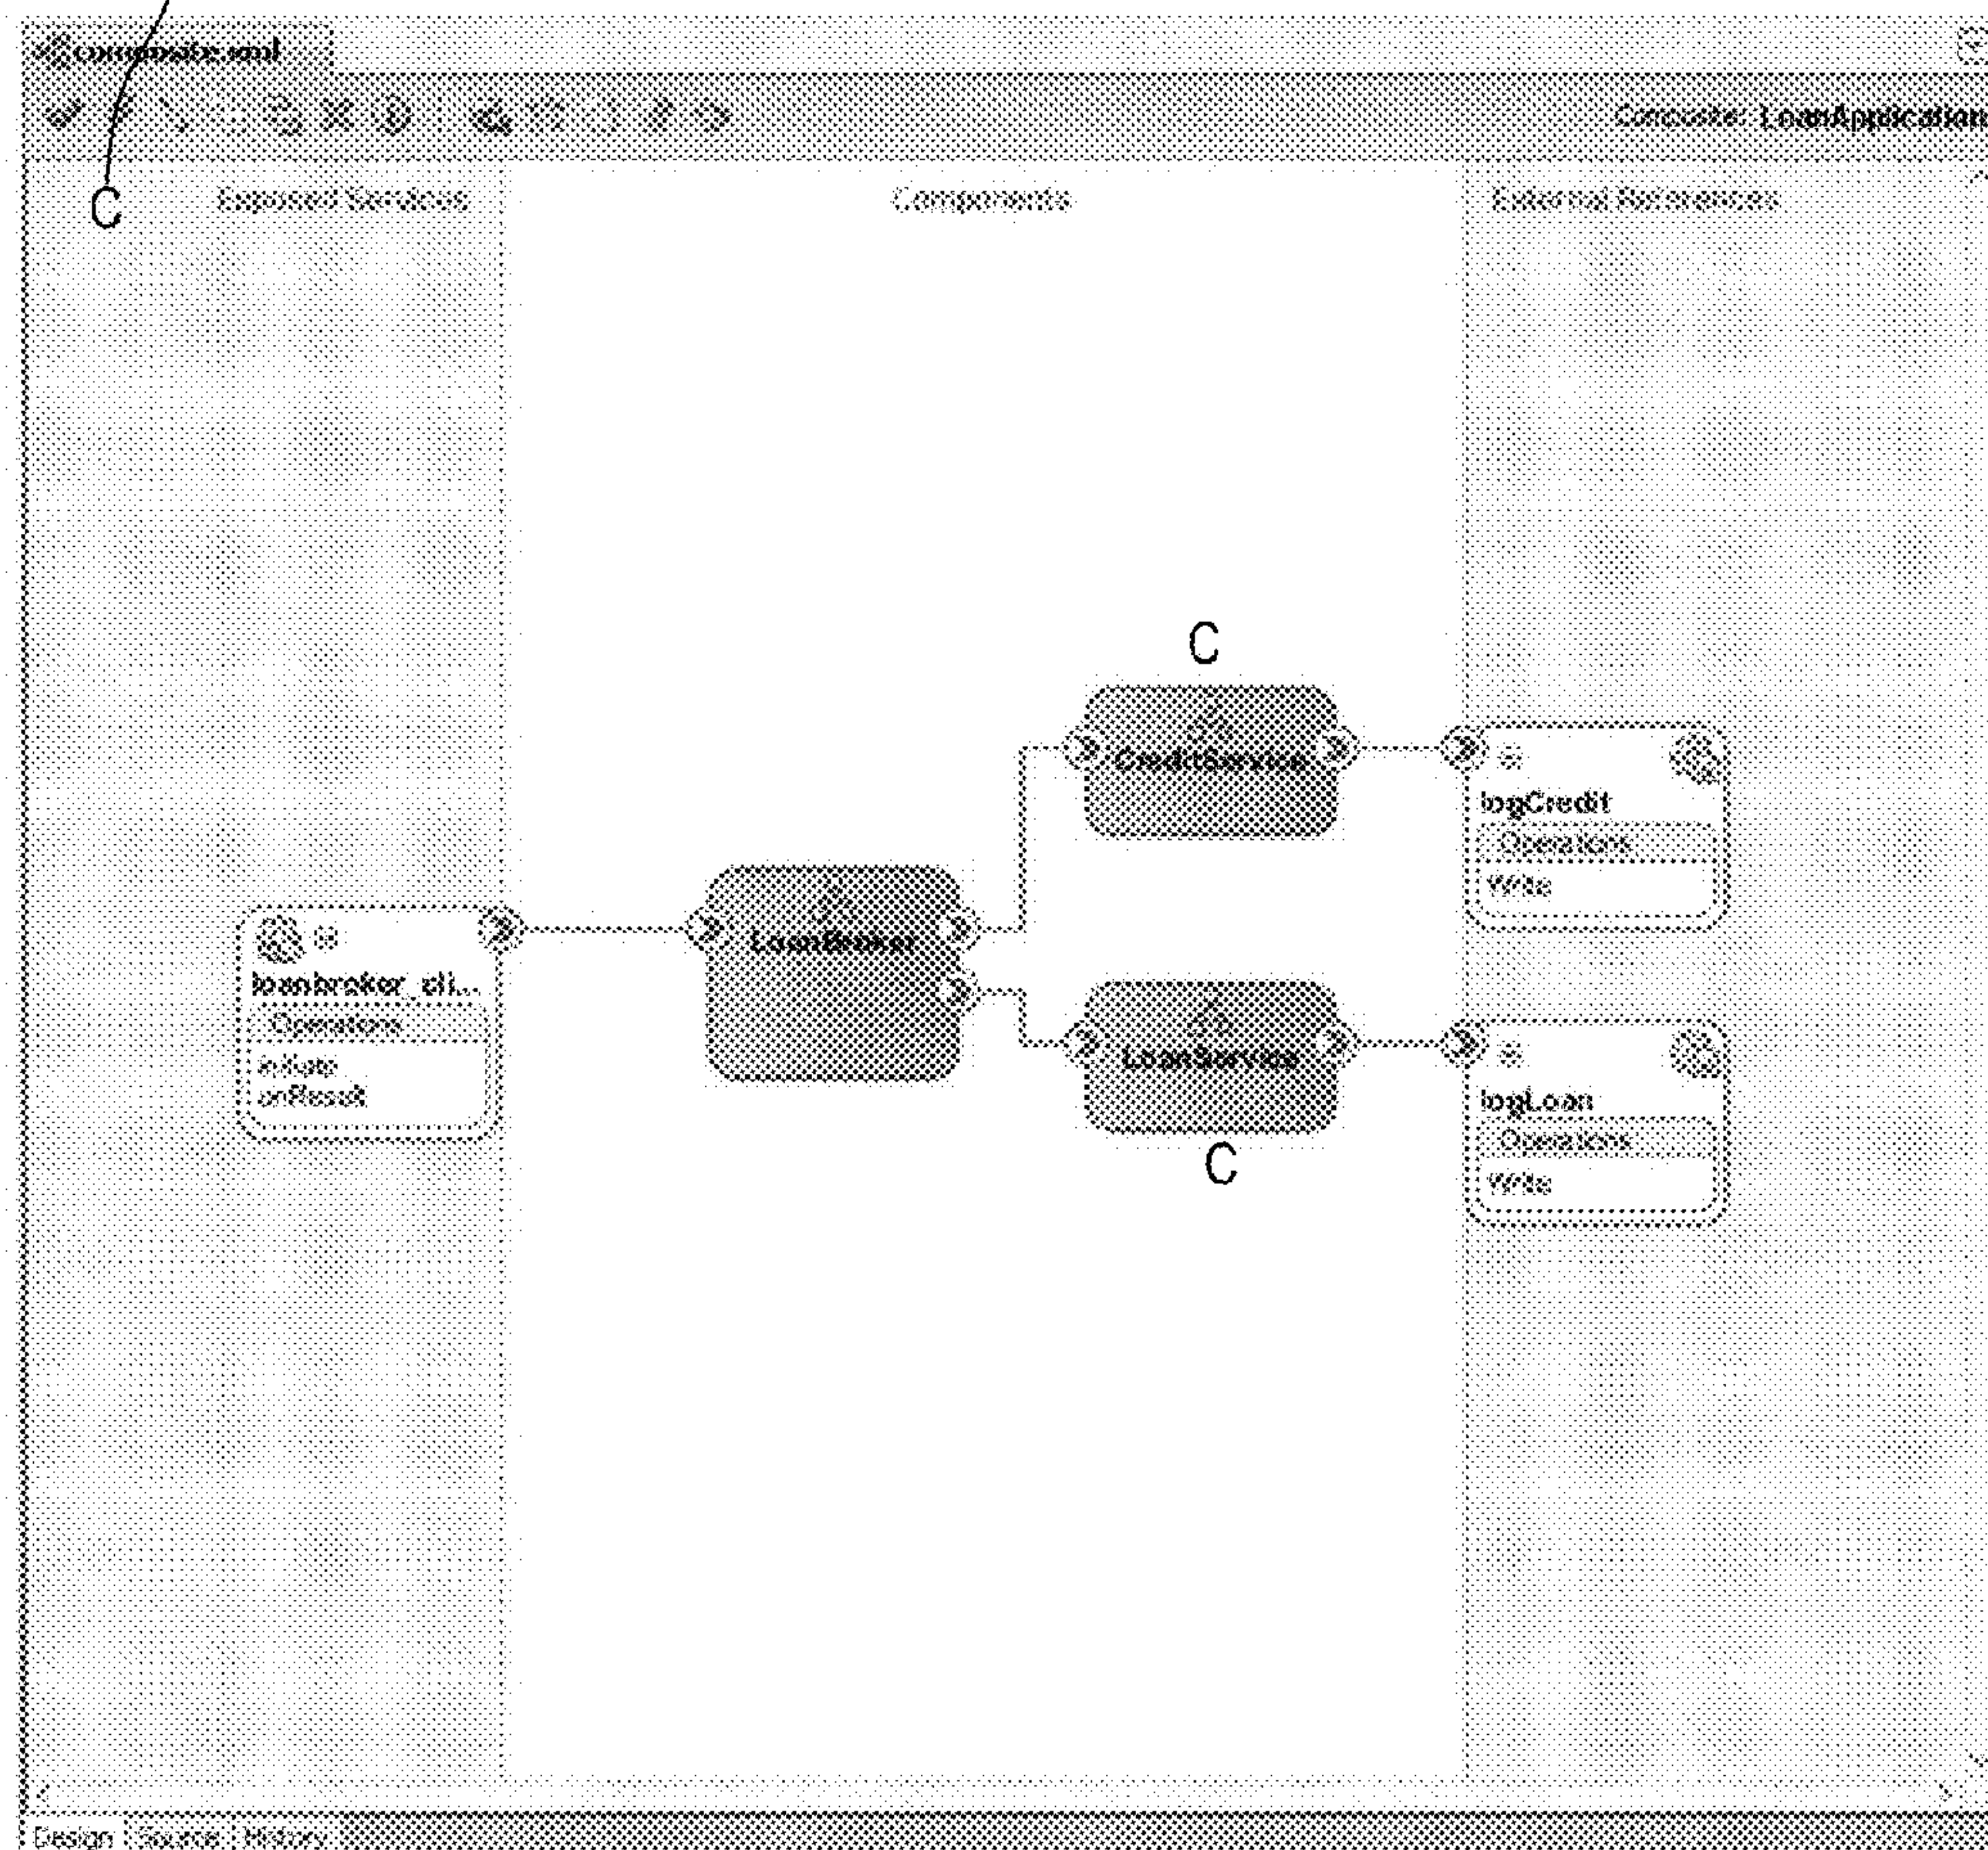 composite.xml
Composite: LoanApplication
C
Exposed Services
Components
External References
C
CreditService
logCredit
Operations
Write
LoanBroker
loanbroker_cli...
Operations
initiate
onResult
LoanService
logLoan
Operations
Write
C
Design
Source
History